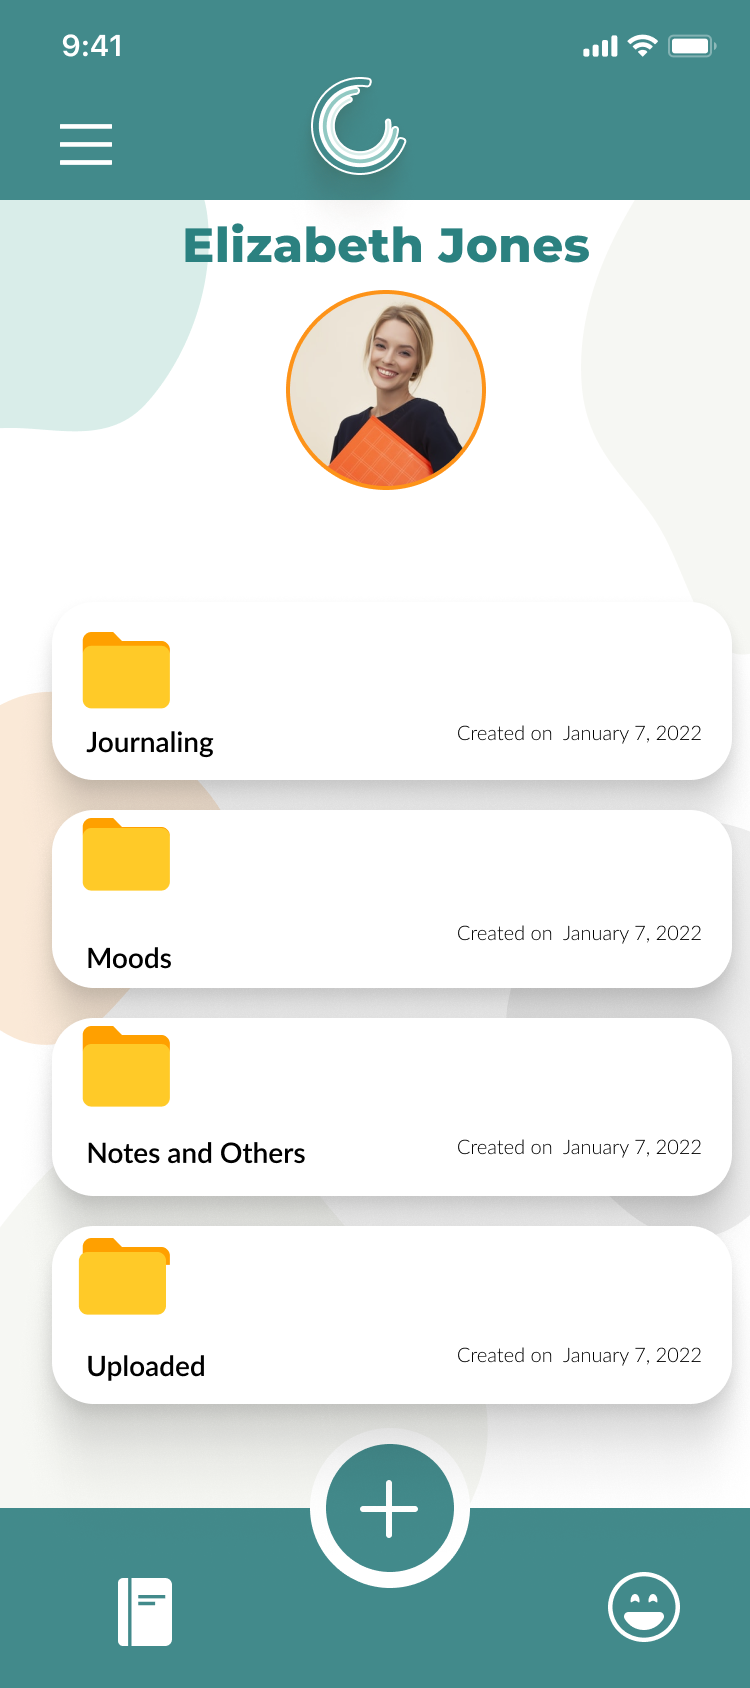 9:41
Elizabeth Jones
Journaling
Created on January 7, 2022
Created on January 7, 2022
Moods
Notes and Others
Created on January 7, 2022
Uploaded
Created on January 7, 2022